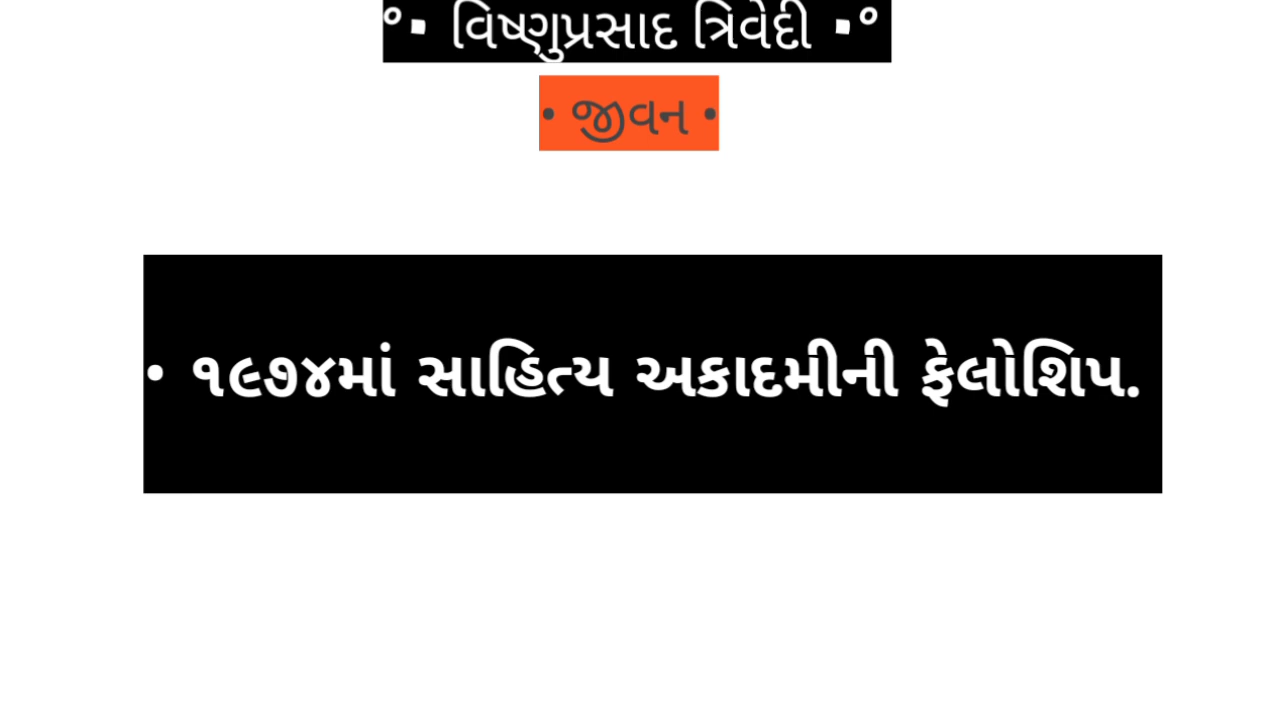 °▪ વિષ્ણુપ્રસાદ ત્રિવેદી ▪°
• જીવન •
• ૧૯૭૪માં સાહિત્ય અકાદમીની ફેલોશિપ.